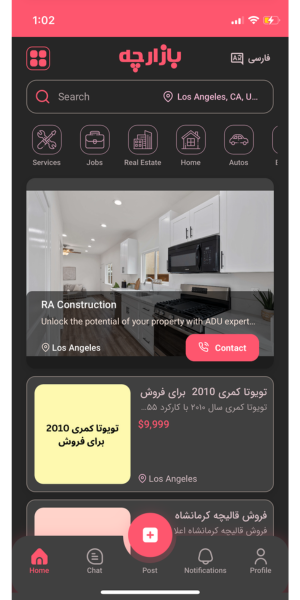 1:02
بازارچه
فارسی
Search
Los Angeles, CA, U...
Services
Jobs
Real Estate
Home
Autos
RA Construction
Unlock the potential of your property with ADU expert...
Los Angeles
Contact
تویوتا کمری 2010 برای فروش
تویوتا کمری سال ۲۰۱۰ با کارکرد ۵۵...
$9,999
تویوتا کمری 2010
برای فروش
Los Angeles
فروش قالیچه کرمانشاه
فروش قالیچه کرمانشاه اعلا
Home
Chat
Post
Notifications
Profile